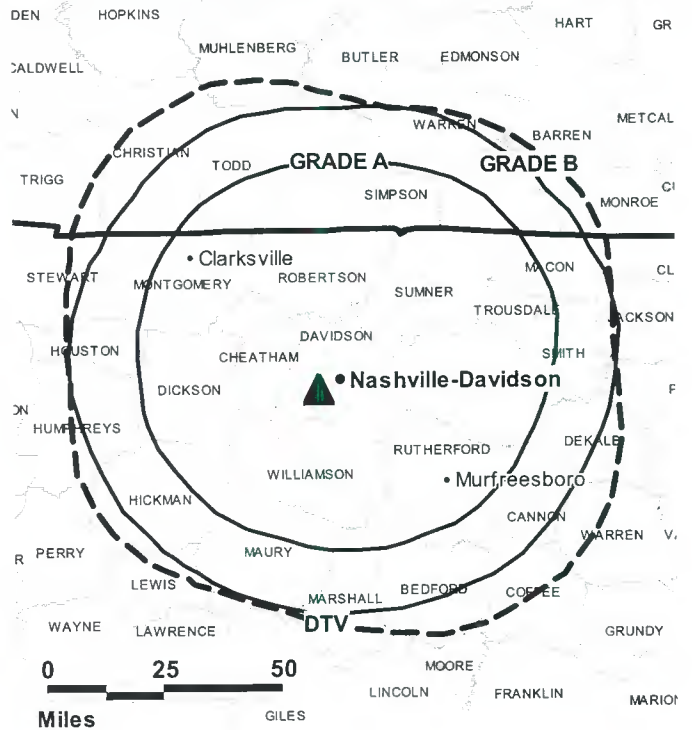 DEN HOPKINS HART GR
MUHLENBERG BUTLER EDMONSON
CALDWELL
N METCAL
WARREN BARREN
CHRISTIAN TODD GRADE A GRADE B
TRIGG SIMPSON MONROE
Clarksville
STEWART MONTGOMERY ROBERTSON SUMNER MACON CL
TROUSDALE JACKSON
DAVIDSON
HOUSTON CHEATHAM SMITH
Nashville-Davidson
DICKSON
ON HUMPHREYS DEKALB
RUTHERFORD
WILLIAMSON Murfreesboro
HICKMAN CANNON
WARREN V
R PERRY MAURY
LEWIS MARSHALL BEDFORD COFFEE
DTV
WAYNE LAWRENCE GRUNDY
MOORE
0 25 50
LINCOLN FRANKLIN MARION
Miles GILES